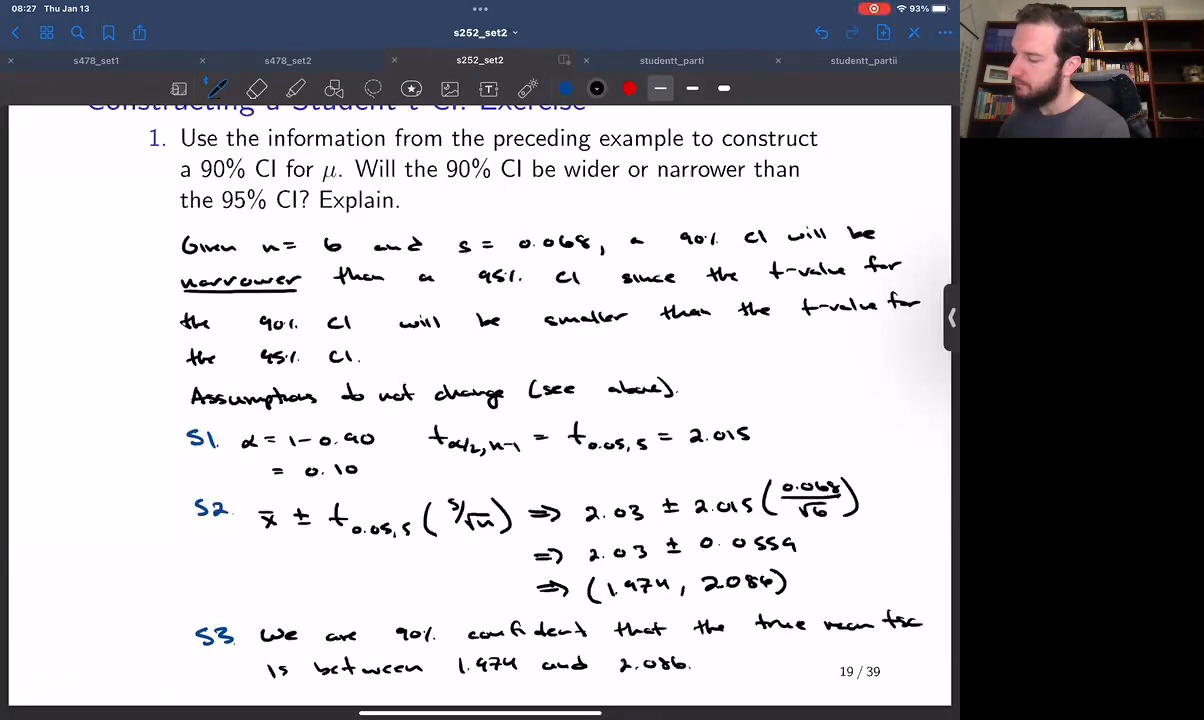 08:27 Thu Jan 13
93%
s252_set2
s478_set1
s478_set2
s252_set2
studentt_parti
studentt_partii
Constructing a Student t CI: Exercise
1. Use the information from the preceding example to construct
a 90% CI for μ. Will the 90% CI be wider or narrower than
the 95% CI? Explain.
Given n = 6 and s = 0.068, a 90% CI will be
narrower than a 95% CI since the t-value for
the 90% CI will be smaller than the t-value for
the 95% CI.
Assumptions do not change (see above).
S1. α = 1 - 0.90 t α/2, n-1 = t 0.05, 5 = 2.015
= 0.10
S2. x̄ ± t 0.05, 5 (s/√n) ⇒ 2.03 ± 2.015 (0.068/√6)
⇒ 2.03 ± 0.0559
⇒ (1.974, 2.086)
S3. We are 90% confident that the true mean tsc
is between 1.974 and 2.086.
19 / 39